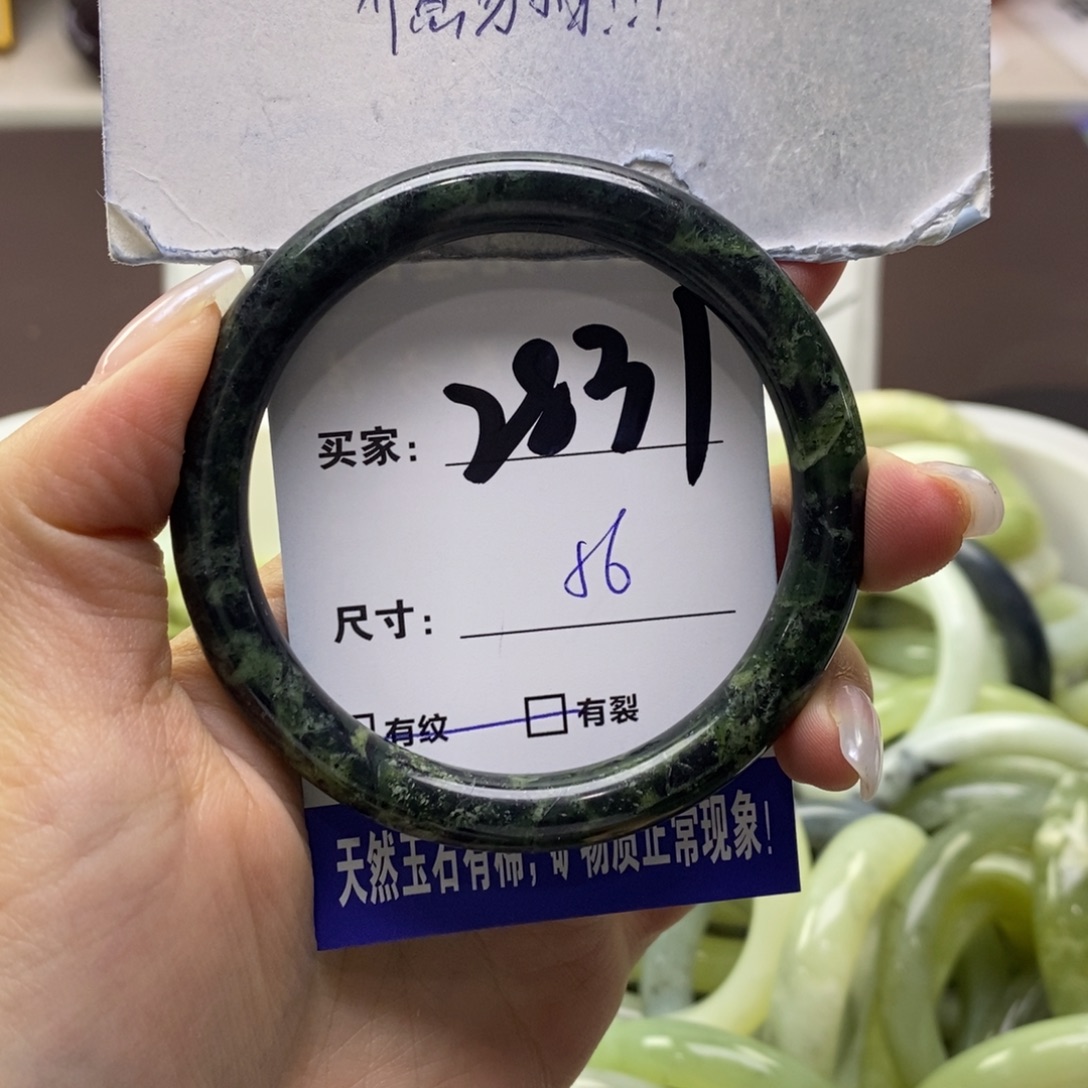 买家：2831
尺寸：86
有纹 有裂
天然玉石有棉，矿物质正常现象！